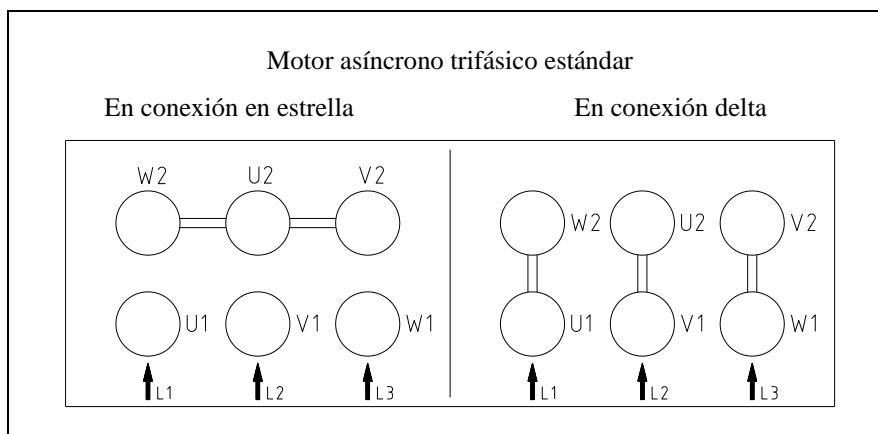 Motor asíncrono trifásico estándar
En conexión en estrella En conexión delta
W2 U2 V2
W2 U2 V2
U1 V1 W1
U1 V1 W1
L1 L2 L3
L1 L2 L3